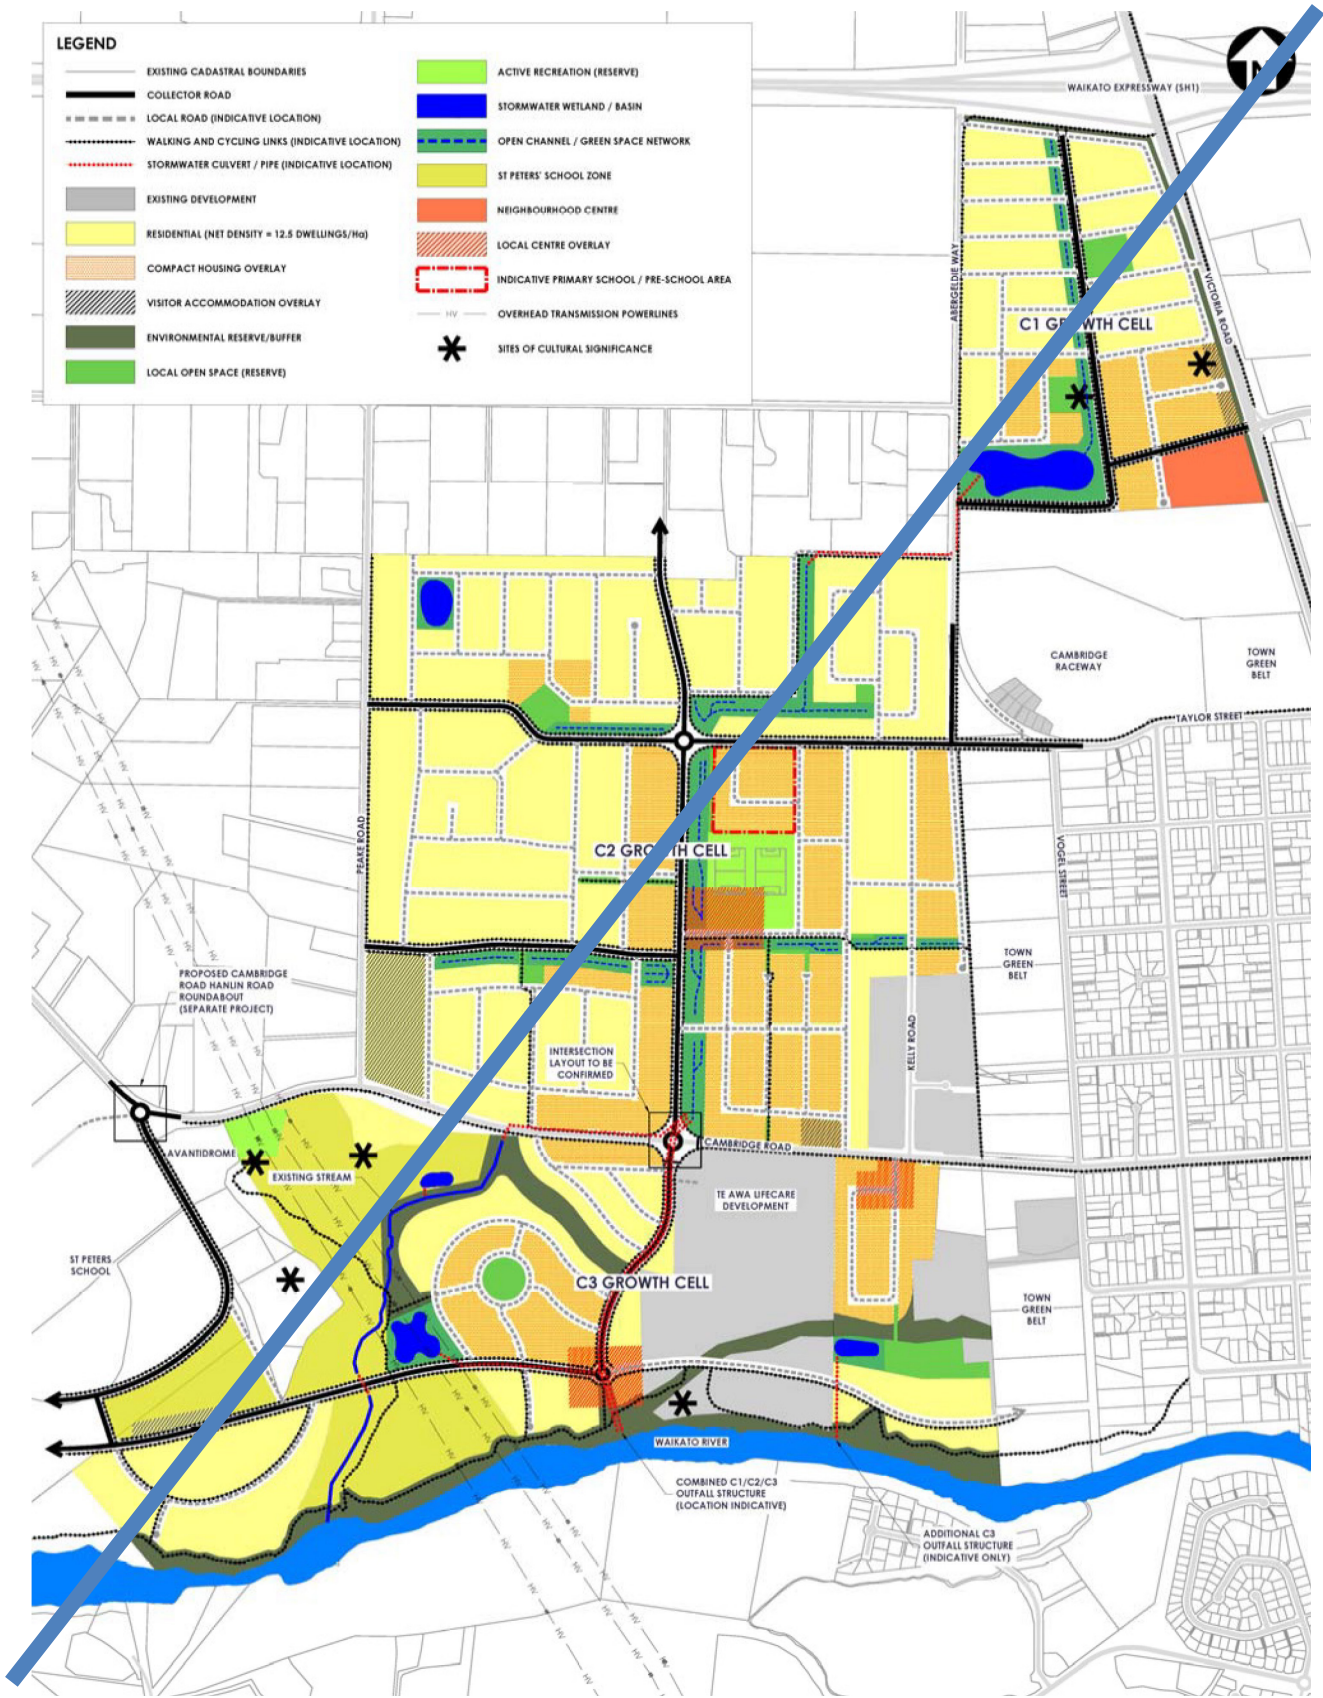 LEGEND
EXISTING CADASTRAL BOUNDARIES
COLLECTOR ROAD
LOCAL ROAD (INDICATIVE LOCATION)
WALKING AND CYCLING LINKS (INDICATIVE LOCATION)
STORMWATER CULVERT / PIPE (INDICATIVE LOCATION)
EXISTING DEVELOPMENT
RESIDENTIAL (NET DENSITY = 12.5 DWELLINGS/Ha)
COMPACT HOUSING OVERLAY
VISITOR ACCOMMODATION OVERLAY
ENVIRONMENTAL RESERVE/BUFFER
LOCAL OPEN SPACE (RESERVE)
ACTIVE RECREATION (RESERVE)
STORMWATER WETLAND / BASIN
OPEN CHANNEL / GREEN SPACE NETWORK
ST PETERS' SCHOOL ZONE
NEIGHBOURHOOD CENTRE
LOCAL CENTRE OVERLAY
INDICATIVE PRIMARY SCHOOL / PRE-SCHOOL AREA
HV
OVERHEAD TRANSMISSION POWERLINES
SITES OF CULTURAL SIGNIFICANCE
N
WAIKATO EXPRESSWAY (SH1)
ABERGELDIE WAY
VICTORIA ROAD
C1 GROWTH CELL
CAMBRIDGE
RACEWAY
TOWN
GREEN
BELT
TAYLOR STREET
PEAKE ROAD
VOGEL STREET
C2 GROWTH CELL
TOWN
GREEN
BELT
PROPOSED CAMBRIDGE
ROAD HANLIN ROAD
ROUNDABOUT
(SEPARATE PROJECT)
KELLY ROAD
INTERSECTION
LAYOUT TO BE
CONFIRMED
CAMBRIDGE ROAD
AVANTIDROME
EXISTING STREAM
TE AWA LIFECARE
DEVELOPMENT
ST PETERS
SCHOOL
C3 GROWTH CELL
TOWN
GREEN
BELT
WAIKATO RIVER
COMBINED C1/C2/C3
OUTFALL STRUCTURE
(LOCATION INDICATIVE)
ADDITIONAL C3
OUTFALL STRUCTURE
(INDICATIVE ONLY)